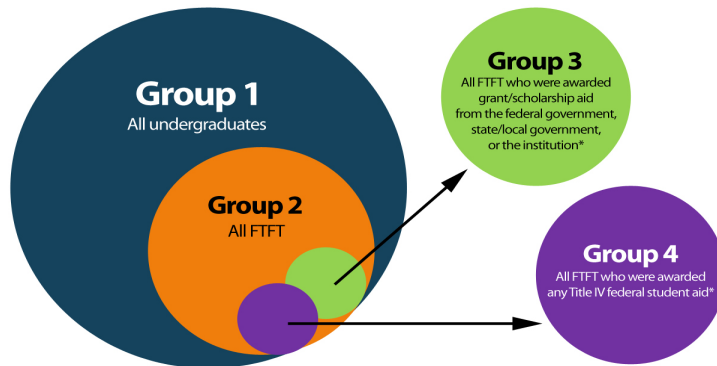 Group 1
All undergraduates
Group 2
All FTFT
Group 3
All FTFT who were awarded
grant/scholarship aid
from the federal government,
state/local government,
or the institution*
Group 4
All FTFT who were awarded
any Title IV federal student aid*